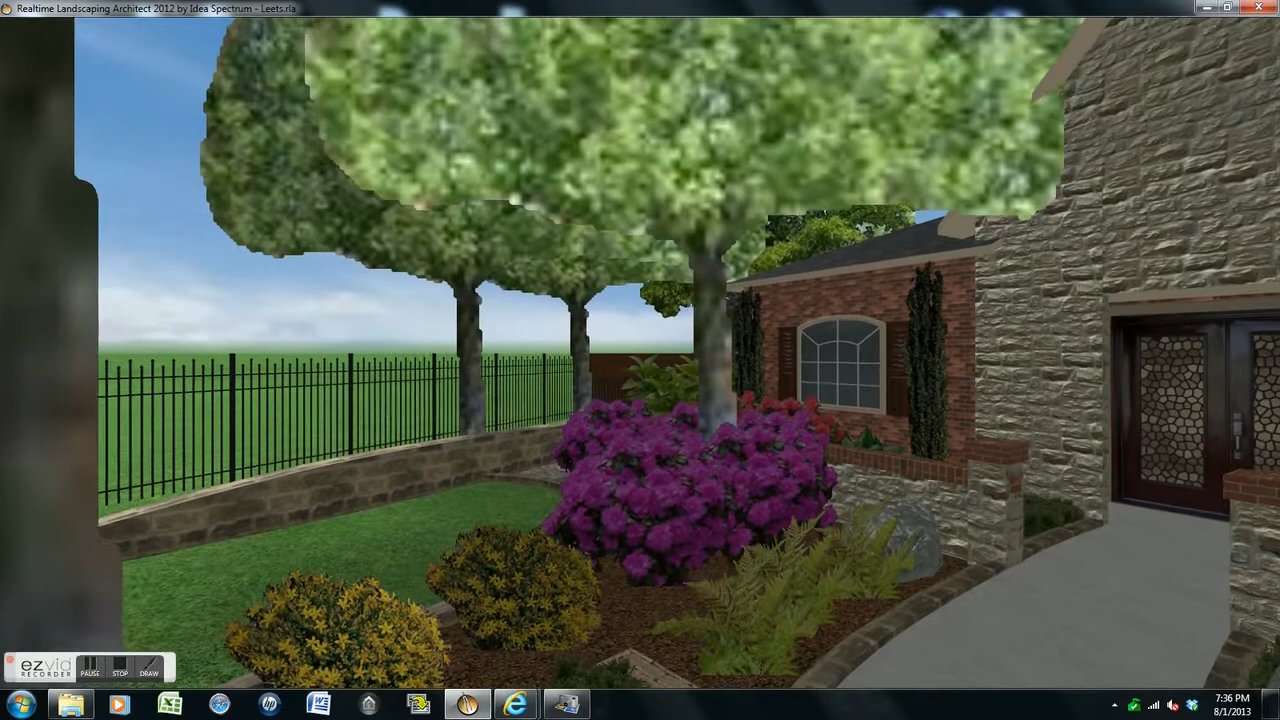 Realtime Landscaping Architect 2012 by Idea Spectrum - Leets.rla
ezvid
RECORDER
PAUSE
STOP
DRAW
hp
W
7:36 PM
8/1/2013